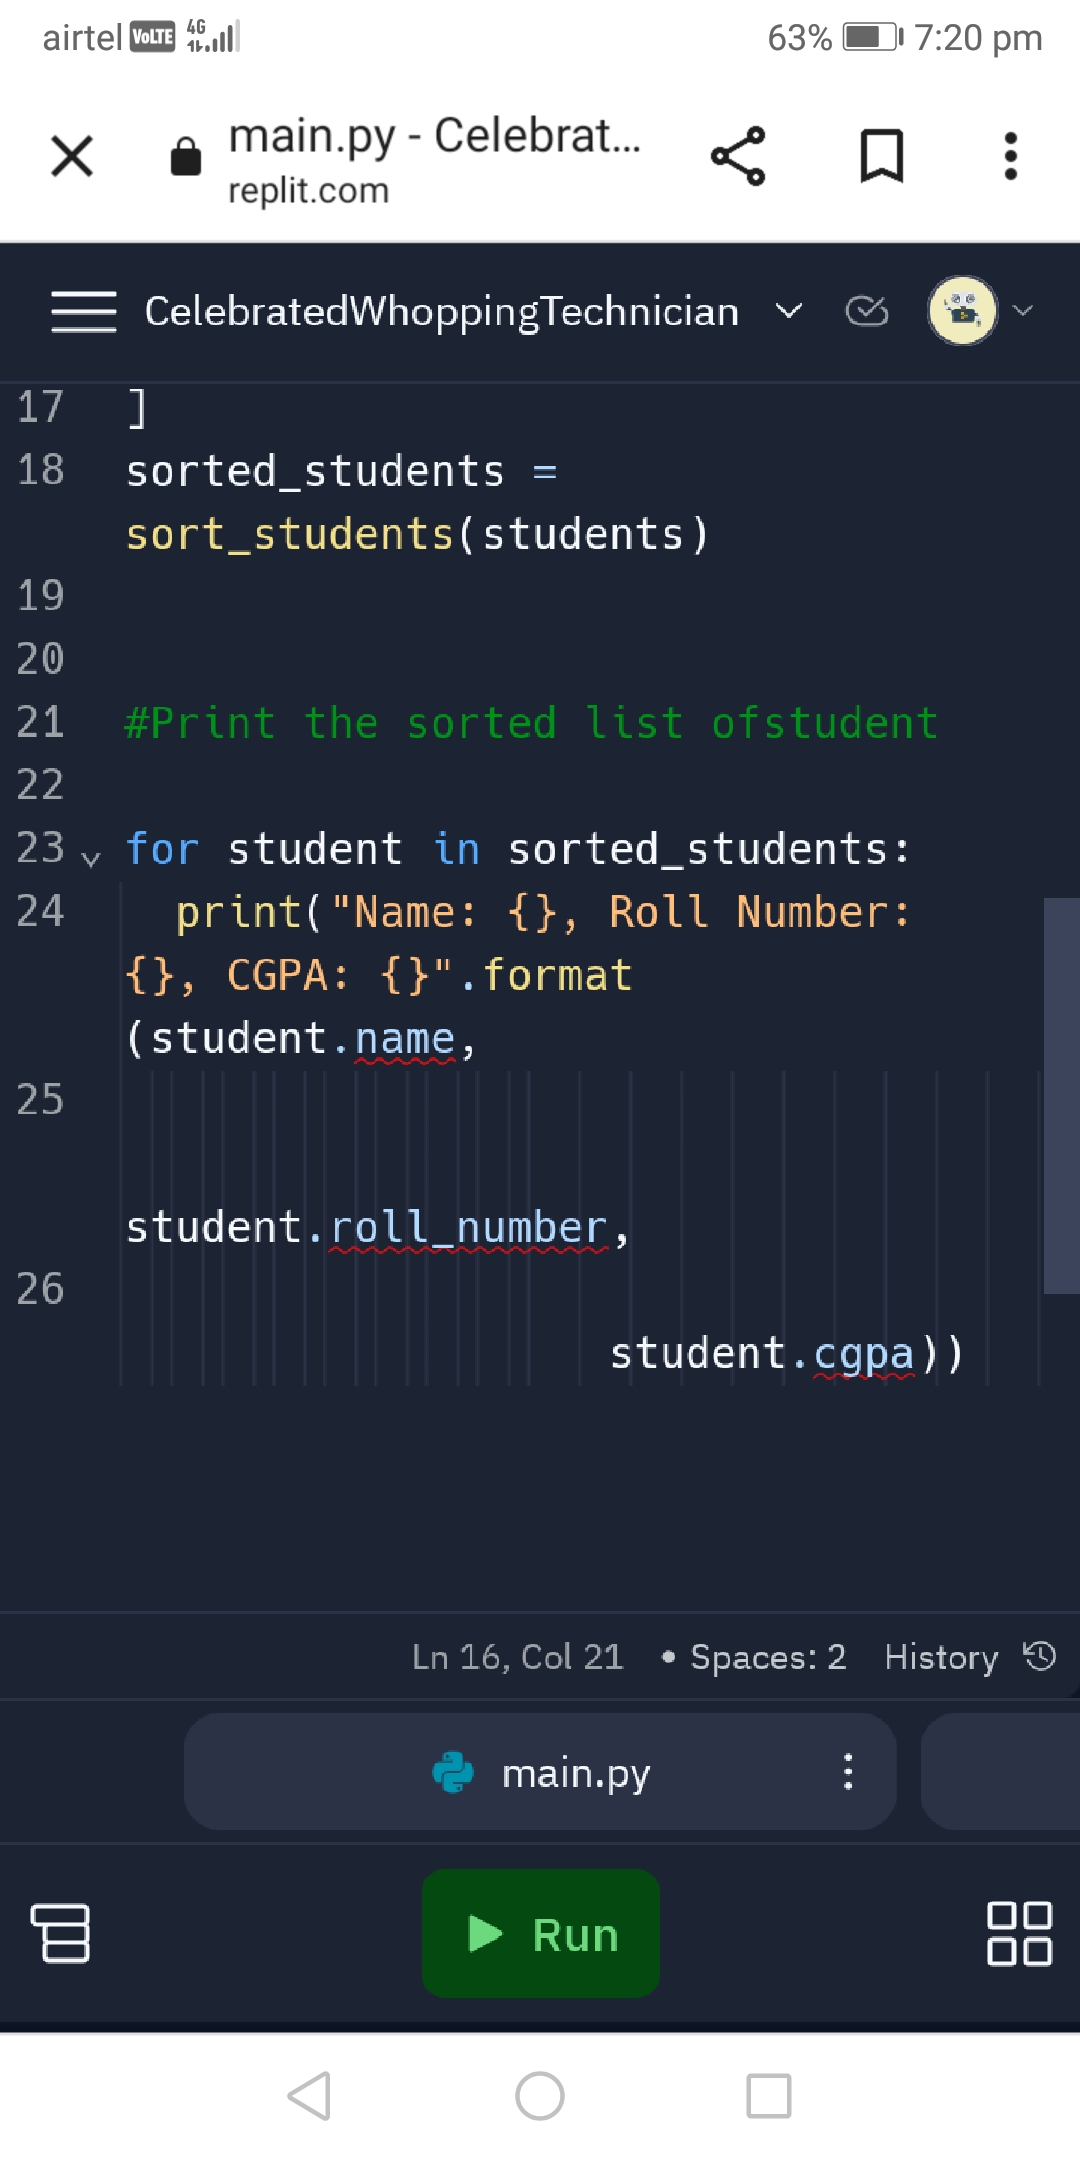 airtel VoLTE 4G 63% 7:20 pm
main.py - Celebrat...
replit.com
CelebratedWhoppingTechnician
17 ]
18 sorted_students =
sort_students(students)
19
20
21 #Print the sorted list ofstudent
22
23 for student in sorted_students:
24 print("Name: {}, Roll Number:
{}, CGPA: {}".format
(student.name,
25
student.roll_number,
26
student.cgpa))
Ln 16, Col 21 • Spaces: 2 History
main.py
Run